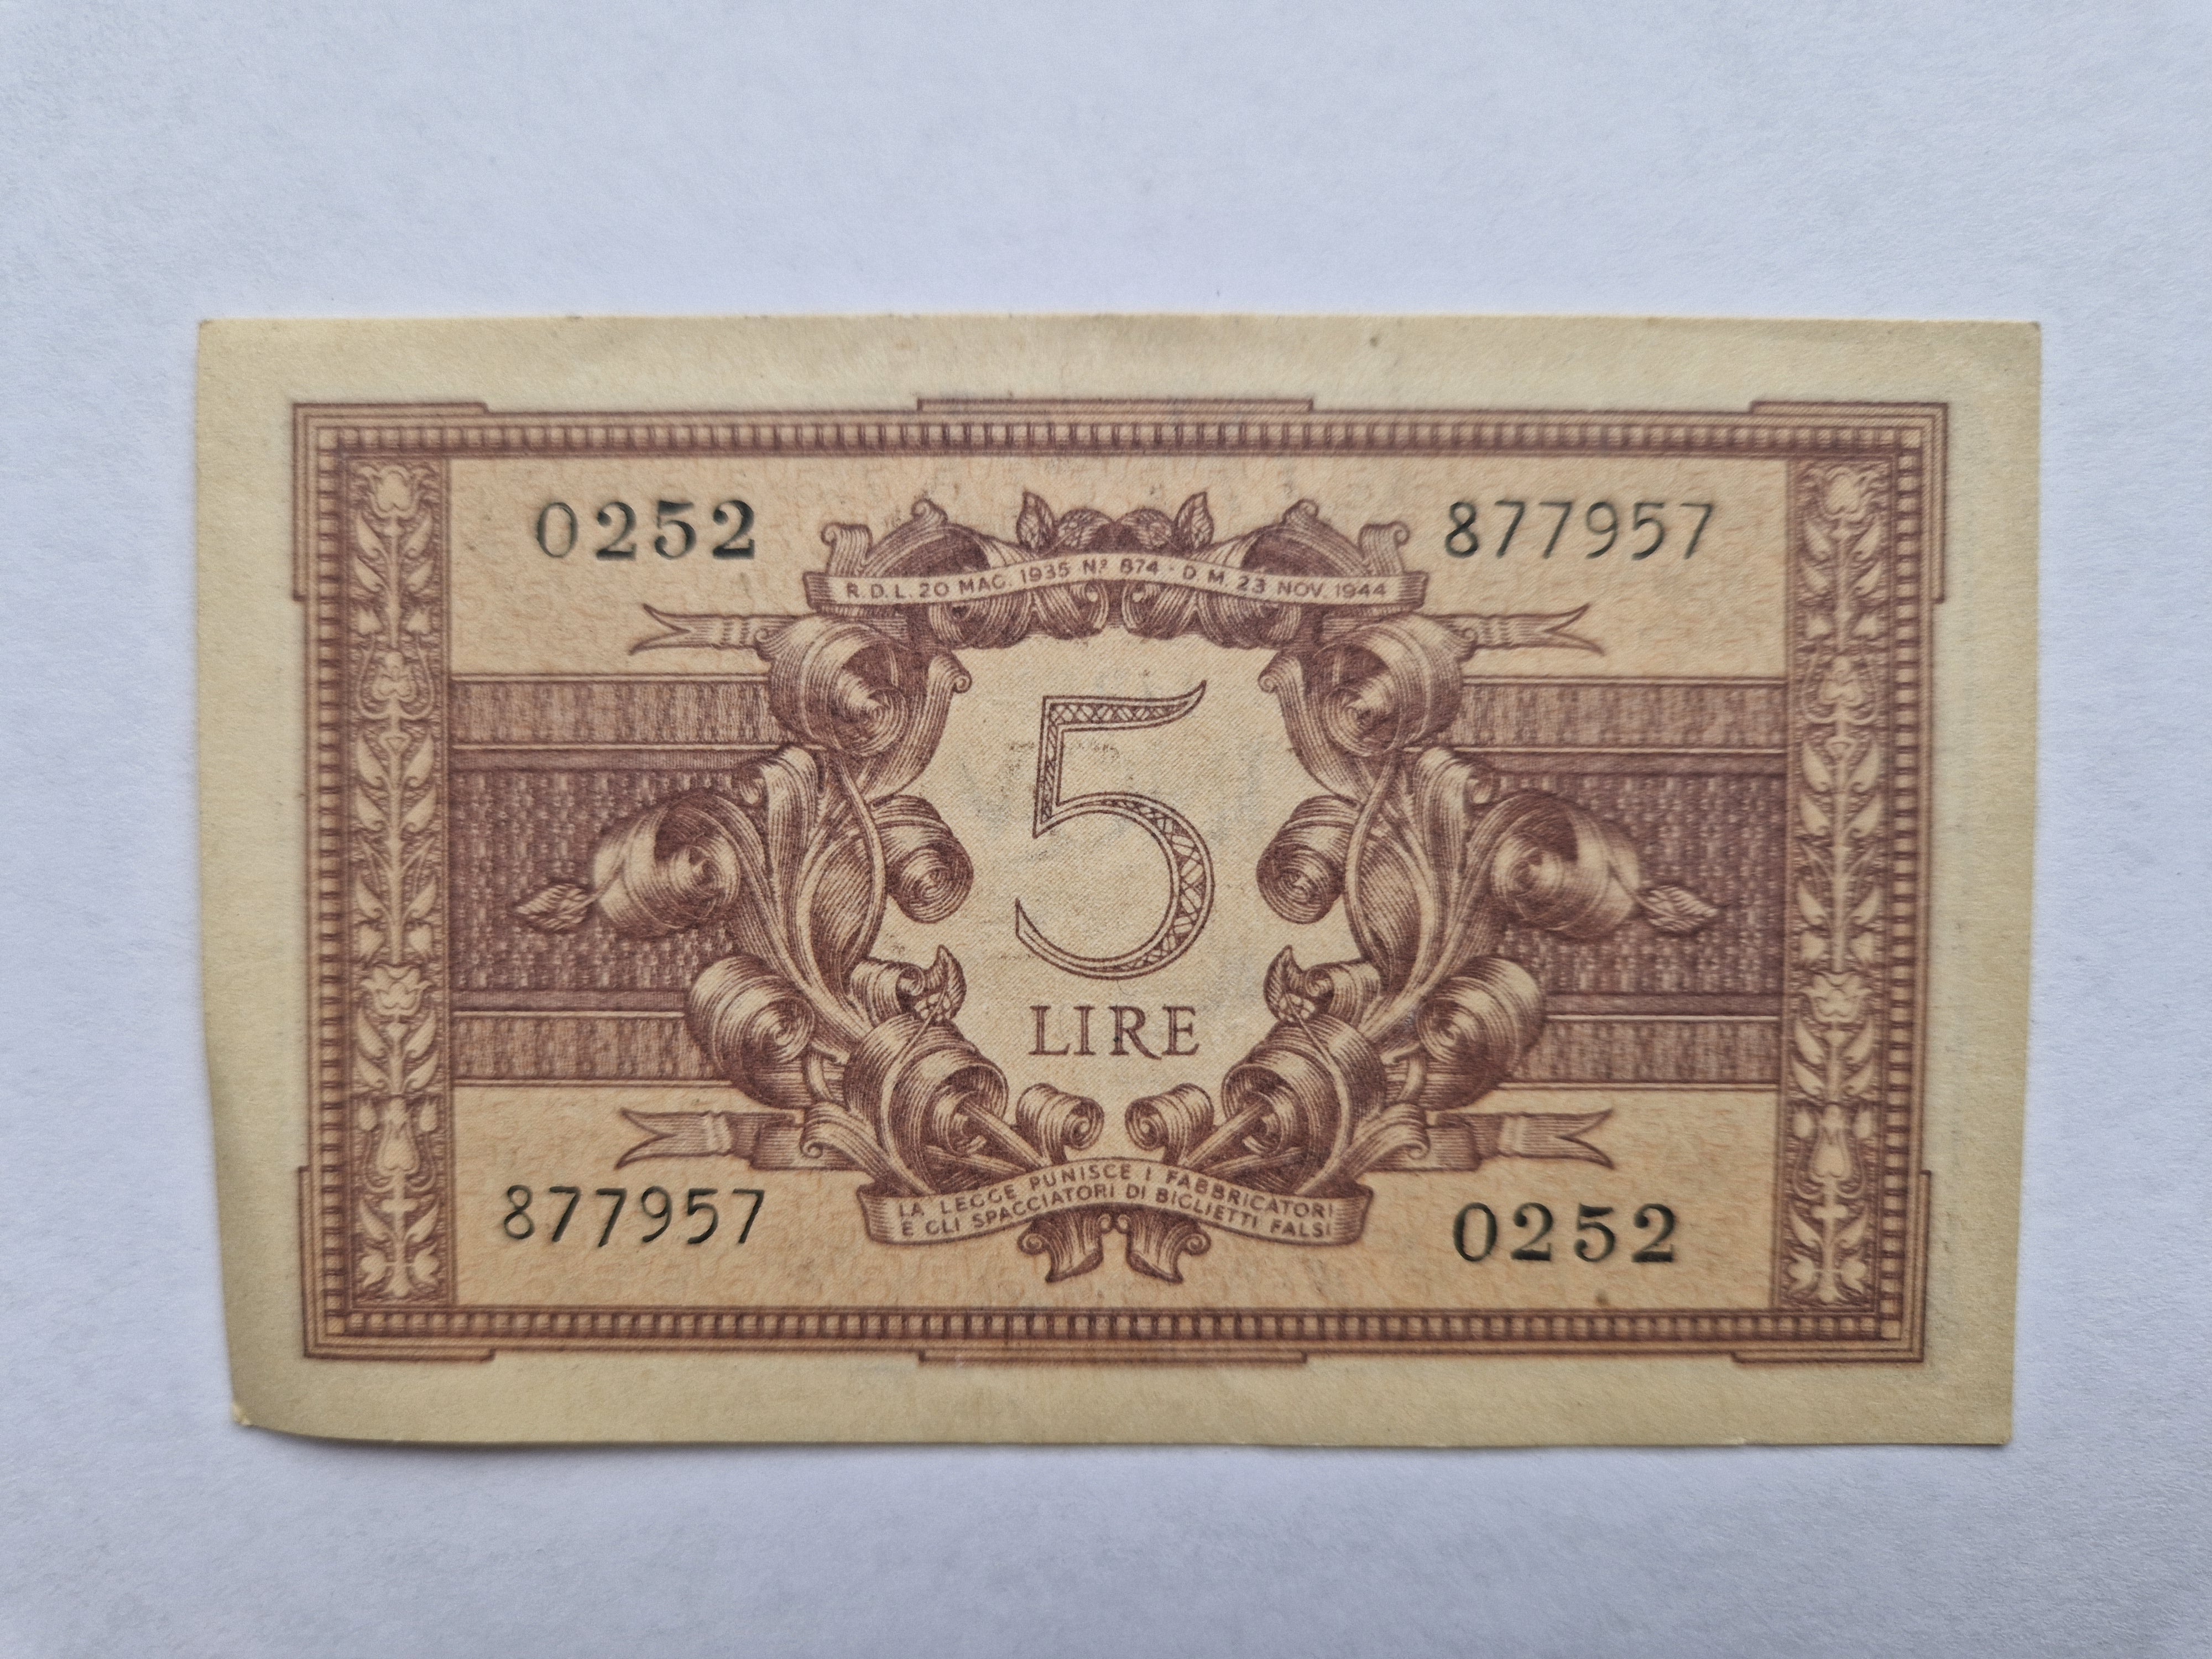 0252
877957
R.D.L. 20 MAG. 1935 Nº 874 - D.M. 23 NOV. 1944
5
LIRE
LA LEGGE PUNISCE I FABBRICATORI
E GLI SPACCIATORI DI BIGLIETTI FALSI
877957
0252